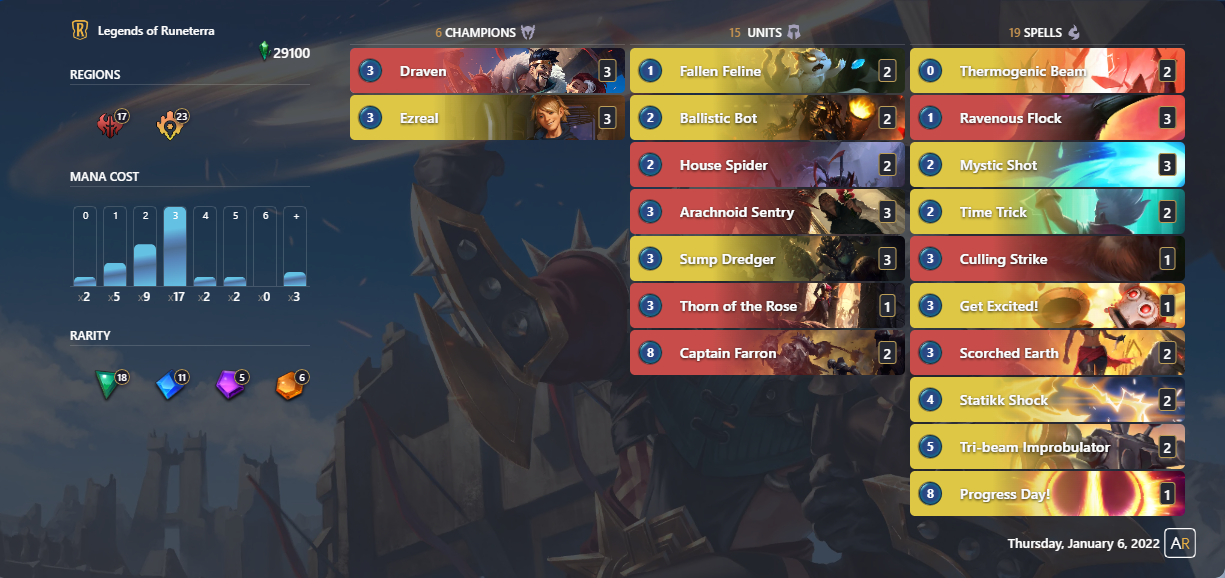 Legends of Runeterra
29100
REGIONS
17 23
MANA COST
0 1 2 3 4 5 6 +
x2 x5 x9 x17 x2 x2 x0 x3
RARITY
18 11 5 6
6 CHAMPIONS
3 Draven 3
3 Ezreal 3
15 UNITS
1 Fallen Feline 2
2 Ballistic Bot 2
2 House Spider 2
3 Arachnoid Sentry 3
3 Sump Dredger 3
3 Thorn of the Rose 1
8 Captain Farron 2
19 SPELLS
0 Thermogenic Beam 2
1 Ravenous Flock 3
2 Mystic Shot 3
2 Time Trick 2
3 Culling Strike 1
3 Get Excited! 1
3 Scorched Earth 2
4 Statikk Shock 2
5 Tri-beam Improbulator 2
8 Progress Day! 1
Thursday, January 6, 2022 AR